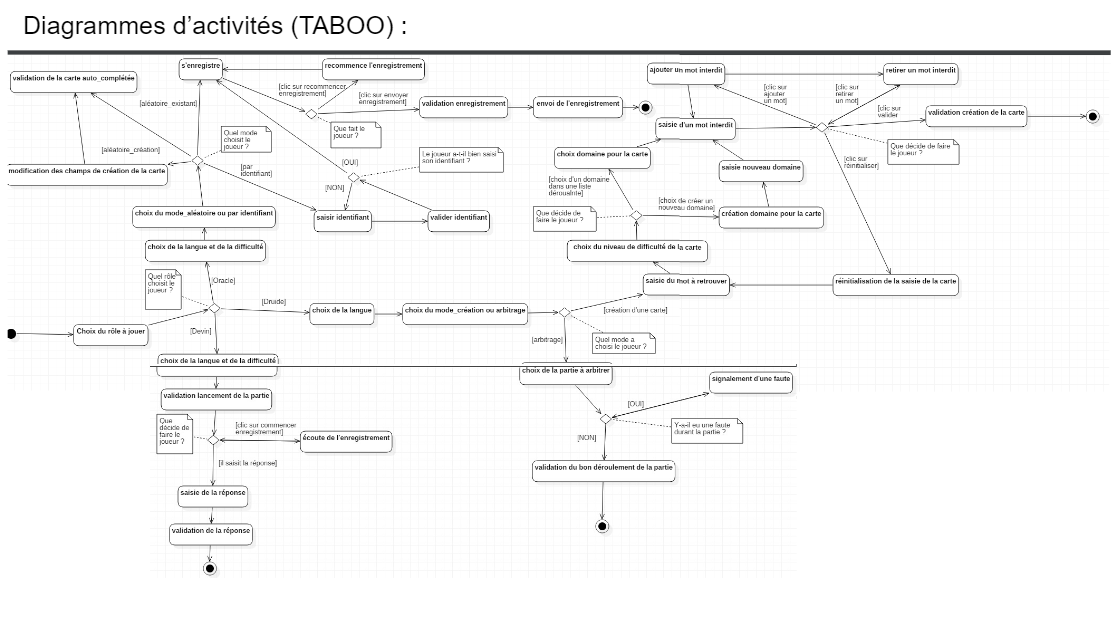 Diagrammes d'activités (TABOO) :
s'enregistre
recommence l'enregistrement
validation de la carte auto_complétée
[clic sur recommencer
enregistrement]
[clic sur envoyer
enregistrement]
[aléatoire_existant]
validation enregistrement
envoi de l'enregistrement
Quel mode
choisit le
joueur ?
Que fait le
joueur ?
[aléatoire_création]
modification des champs de création de la carte
[par
identifiant]
[OUI]
[NON]
Le joueur a-t-il bien saisi
son identifiant ?
choix du mode_aléatoire ou par identifiant
saisir identifiant
valider identifiant
choix de la langue et de la difficulté
Quel rôle
choisit le
joueur ?
[Oracle]
[Druide]
choix de la langue
choix du mode_création ou arbitrage
Choix du rôle à jouer
[Devin]
[création d'une carte]
[arbitrage]
Quel mode a
choisi le joueur ?
ajouter un mot interdit
retirer un mot interdit
[clic sur
ajouter
un mot]
[clic sur
retirer
un mot]
[clic sur
valider
validation création de la carte
saisie d'un mot interdit
Que décide de faire
le joueur ?
[clic sur
réinitialiser]
choix domaine pour la carte
saisie nouveau domaine
[choix d'un domaine
dans une liste
déroualnte]
[choix de créer un
nouveau domaine]
Que décide de
faire le joueur ?
création domaine pour la carte
choix du niveau de difficulté de la carte
saisie du mot à retrouver
réinitialisation de la saisie de la carte
choix de la langue et de la difficulté
validation lancement de la partie
Que
décide de
faire le
joueur ?
[clic sur commencer
enregistrement]
écoute de l'enregistrement
[il saisit la réponse]
saisie de la réponse
validation de la réponse
choix de la partie à arbitrer
signalement d'une faute
[OUI]
Y-a-il eu une faute
durant la partie ?
[NON]
validation du bon déroulement de la partie